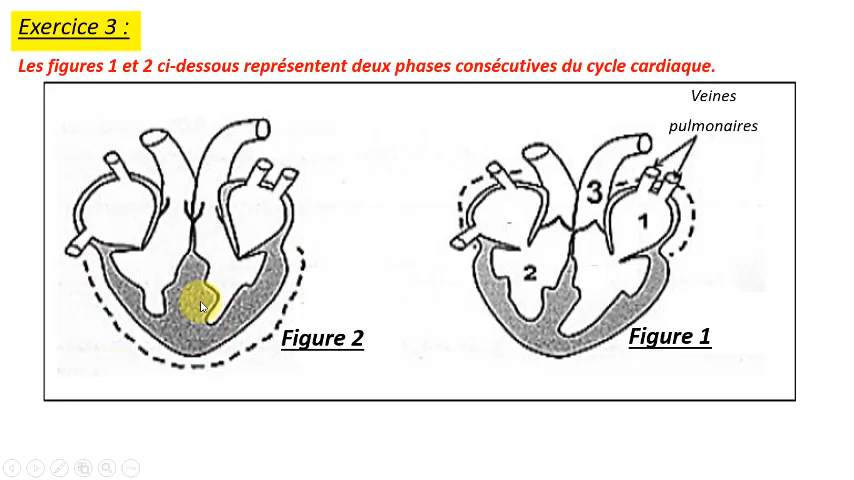 Exercice 3 :
Les figures 1 et 2 ci-dessous représentent deux phases consécutives du cycle cardiaque.
Veines
pulmonaires
3
1
2
Figure 2
Figure 1